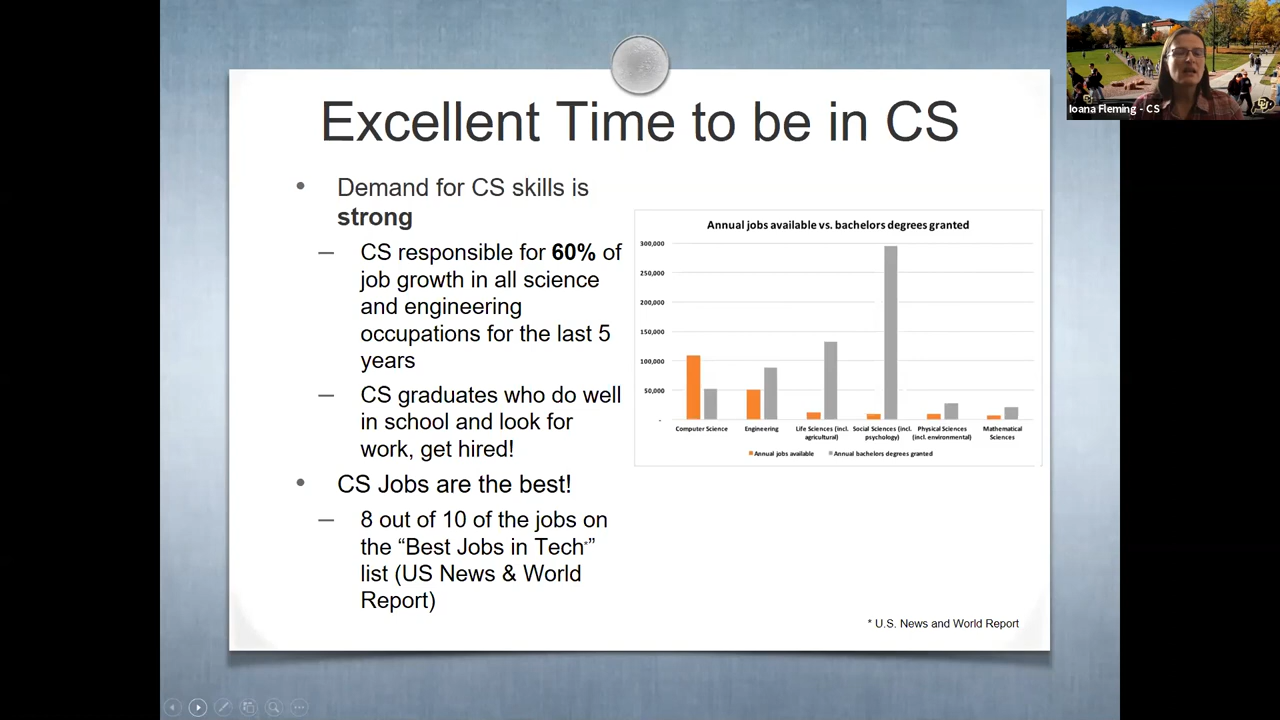 Excellent Time to be in CS
• Demand for CS skills is
strong
– CS responsible for 60% of
job growth in all science
and engineering
occupations for the last 5
years
– CS graduates who do well
in school and look for
work, get hired!
• CS Jobs are the best!
– 8 out of 10 of the jobs on
the “Best Jobs in Tech*”
list (US News & World
Report)
Annual jobs available vs. bachelors degrees granted
300,000
250,000
200,000
150,000
100,000
50,000
-
Computer Science
Engineering
Life Sciences (incl.
agricultural)
Social Sciences (incl.
psychology)
Physical Sciences
(incl. environmental)
Mathematical
Sciences
Annual jobs available
Annual bachelors degrees granted
* U.S. News and World Report
Ioana Fleming - CS